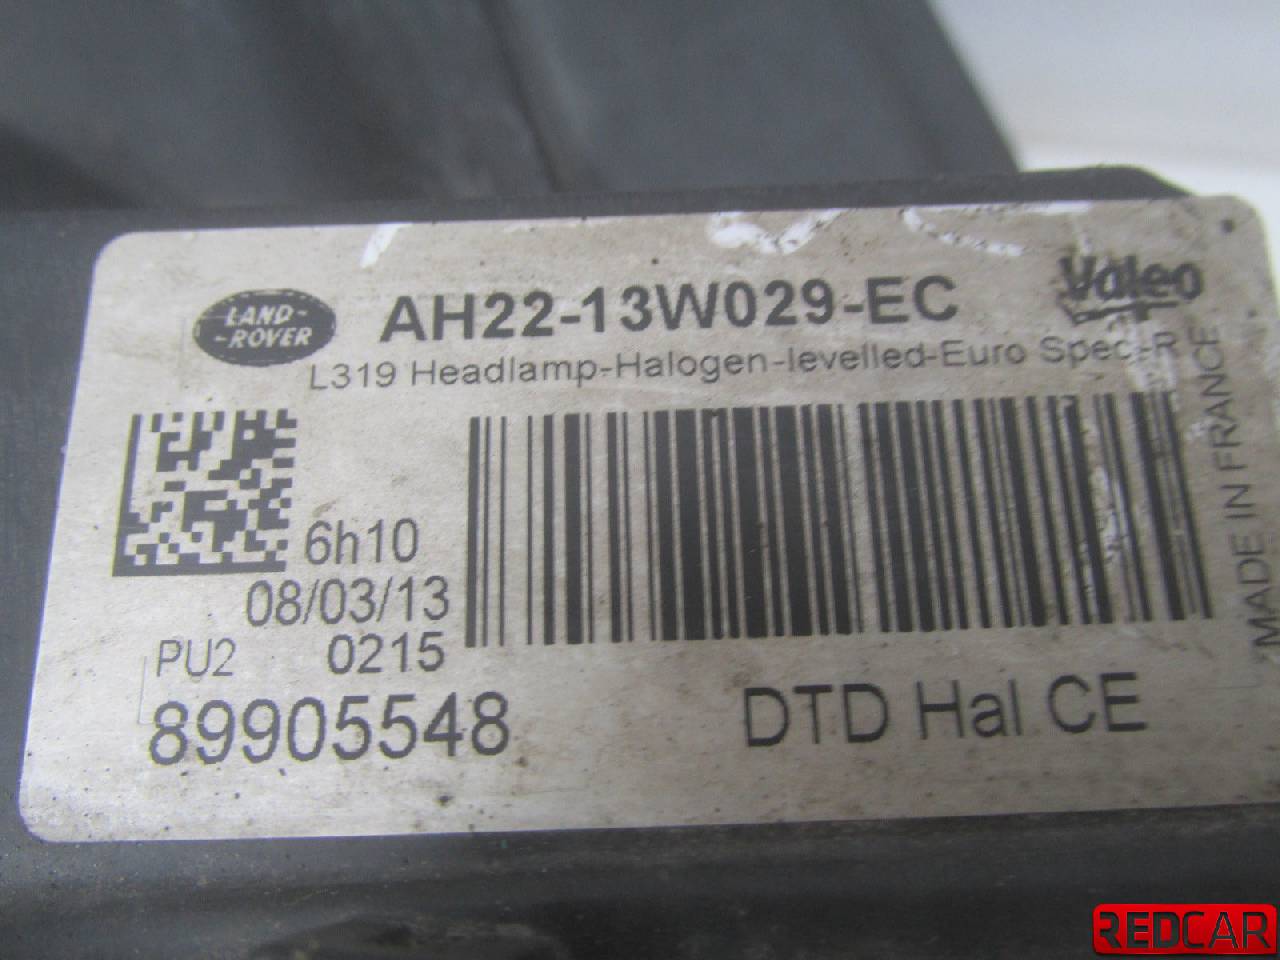 LAND-
-ROVER
AH22-13W029-EC
Valeo
L319 Headlamp-Halogen-levelled-Euro Spec-R
6h10
08/03/13
PU2 0215
89905548
DTD Hal CE
MADE IN FRANCE
REDCAR